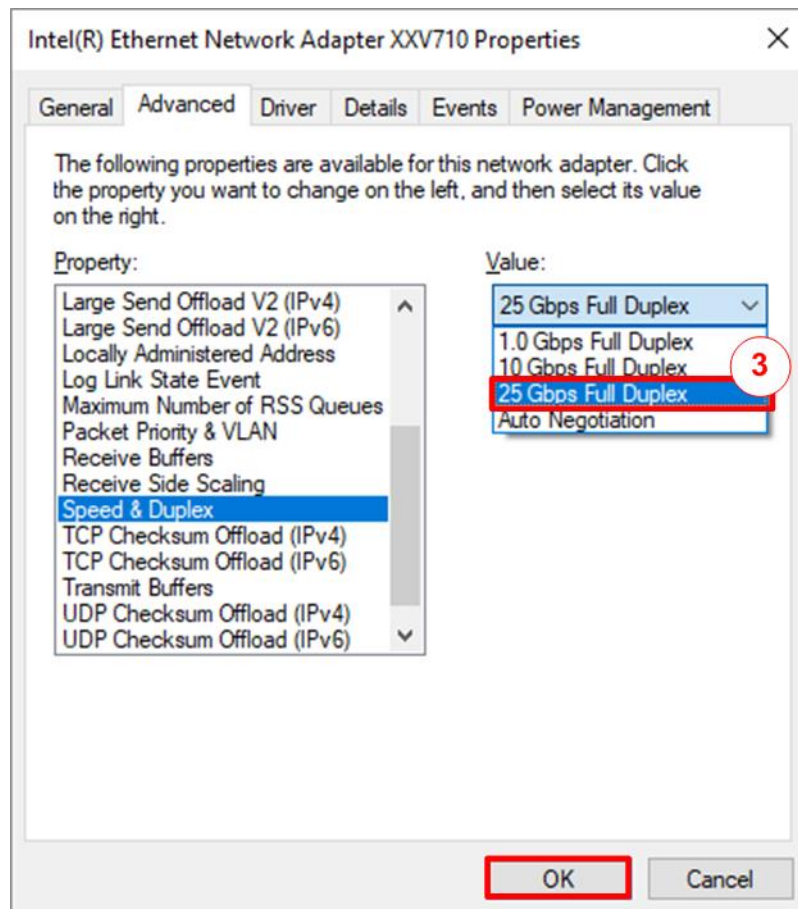 Intel(R) Ethernet Network Adapter XXV710 Properties
General Advanced Driver Details Events Power Management
The following properties are available for this network adapter. Click
the property you want to change on the left, and then select its value
on the right.
Property:
Value:
Large Send Offload V2 (IPv4)
Large Send Offload V2 (IPv6)
Locally Administered Address
Log Link State Event
Maximum Number of RSS Queues
Packet Priority & VLAN
Receive Buffers
Receive Side Scaling
Speed & Duplex
TCP Checksum Offload (IPv4)
TCP Checksum Offload (IPv6)
Transmit Buffers
UDP Checksum Offload (IPv4)
UDP Checksum Offload (IPv6)
25 Gbps Full Duplex
1.0 Gbps Full Duplex
10 Gbps Full Duplex
25 Gbps Full Duplex
Auto Negotiation
3
OK
Cancel